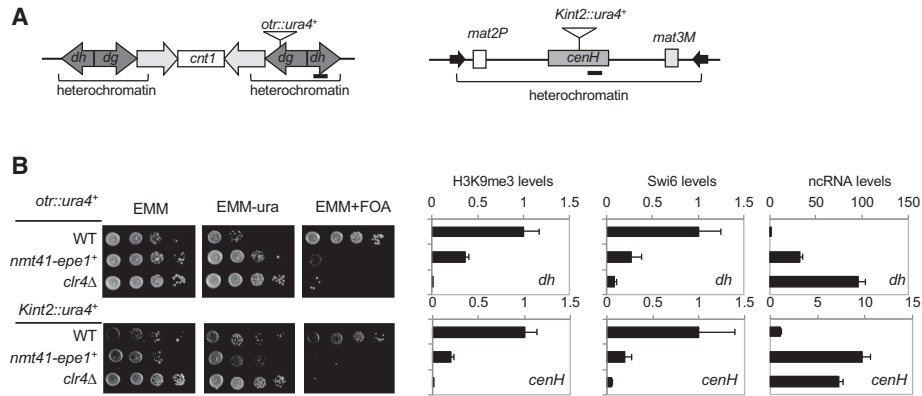 A
otr::ura4+
dh dg cnt1 dg dh
heterochromatin heterochromatin
Kint2::ura4+
mat2P cenH mat3M
heterochromatin
B
otr::ura4+ EMM EMM-ura EMM+FOA
WT
nmt41-epe1+
clr4Δ
Kint2::ura4+
WT
nmt41-epe1+
clr4Δ
H3K9me3 levels Swi6 levels ncRNA levels
0 0.5 1 1.5 0 0.5 1 1.5 0 50 100 150
dh dh dh
0 0.5 1 1.5 0 0.5 1 1.5 0 5 10 15
cenH cenH cenH